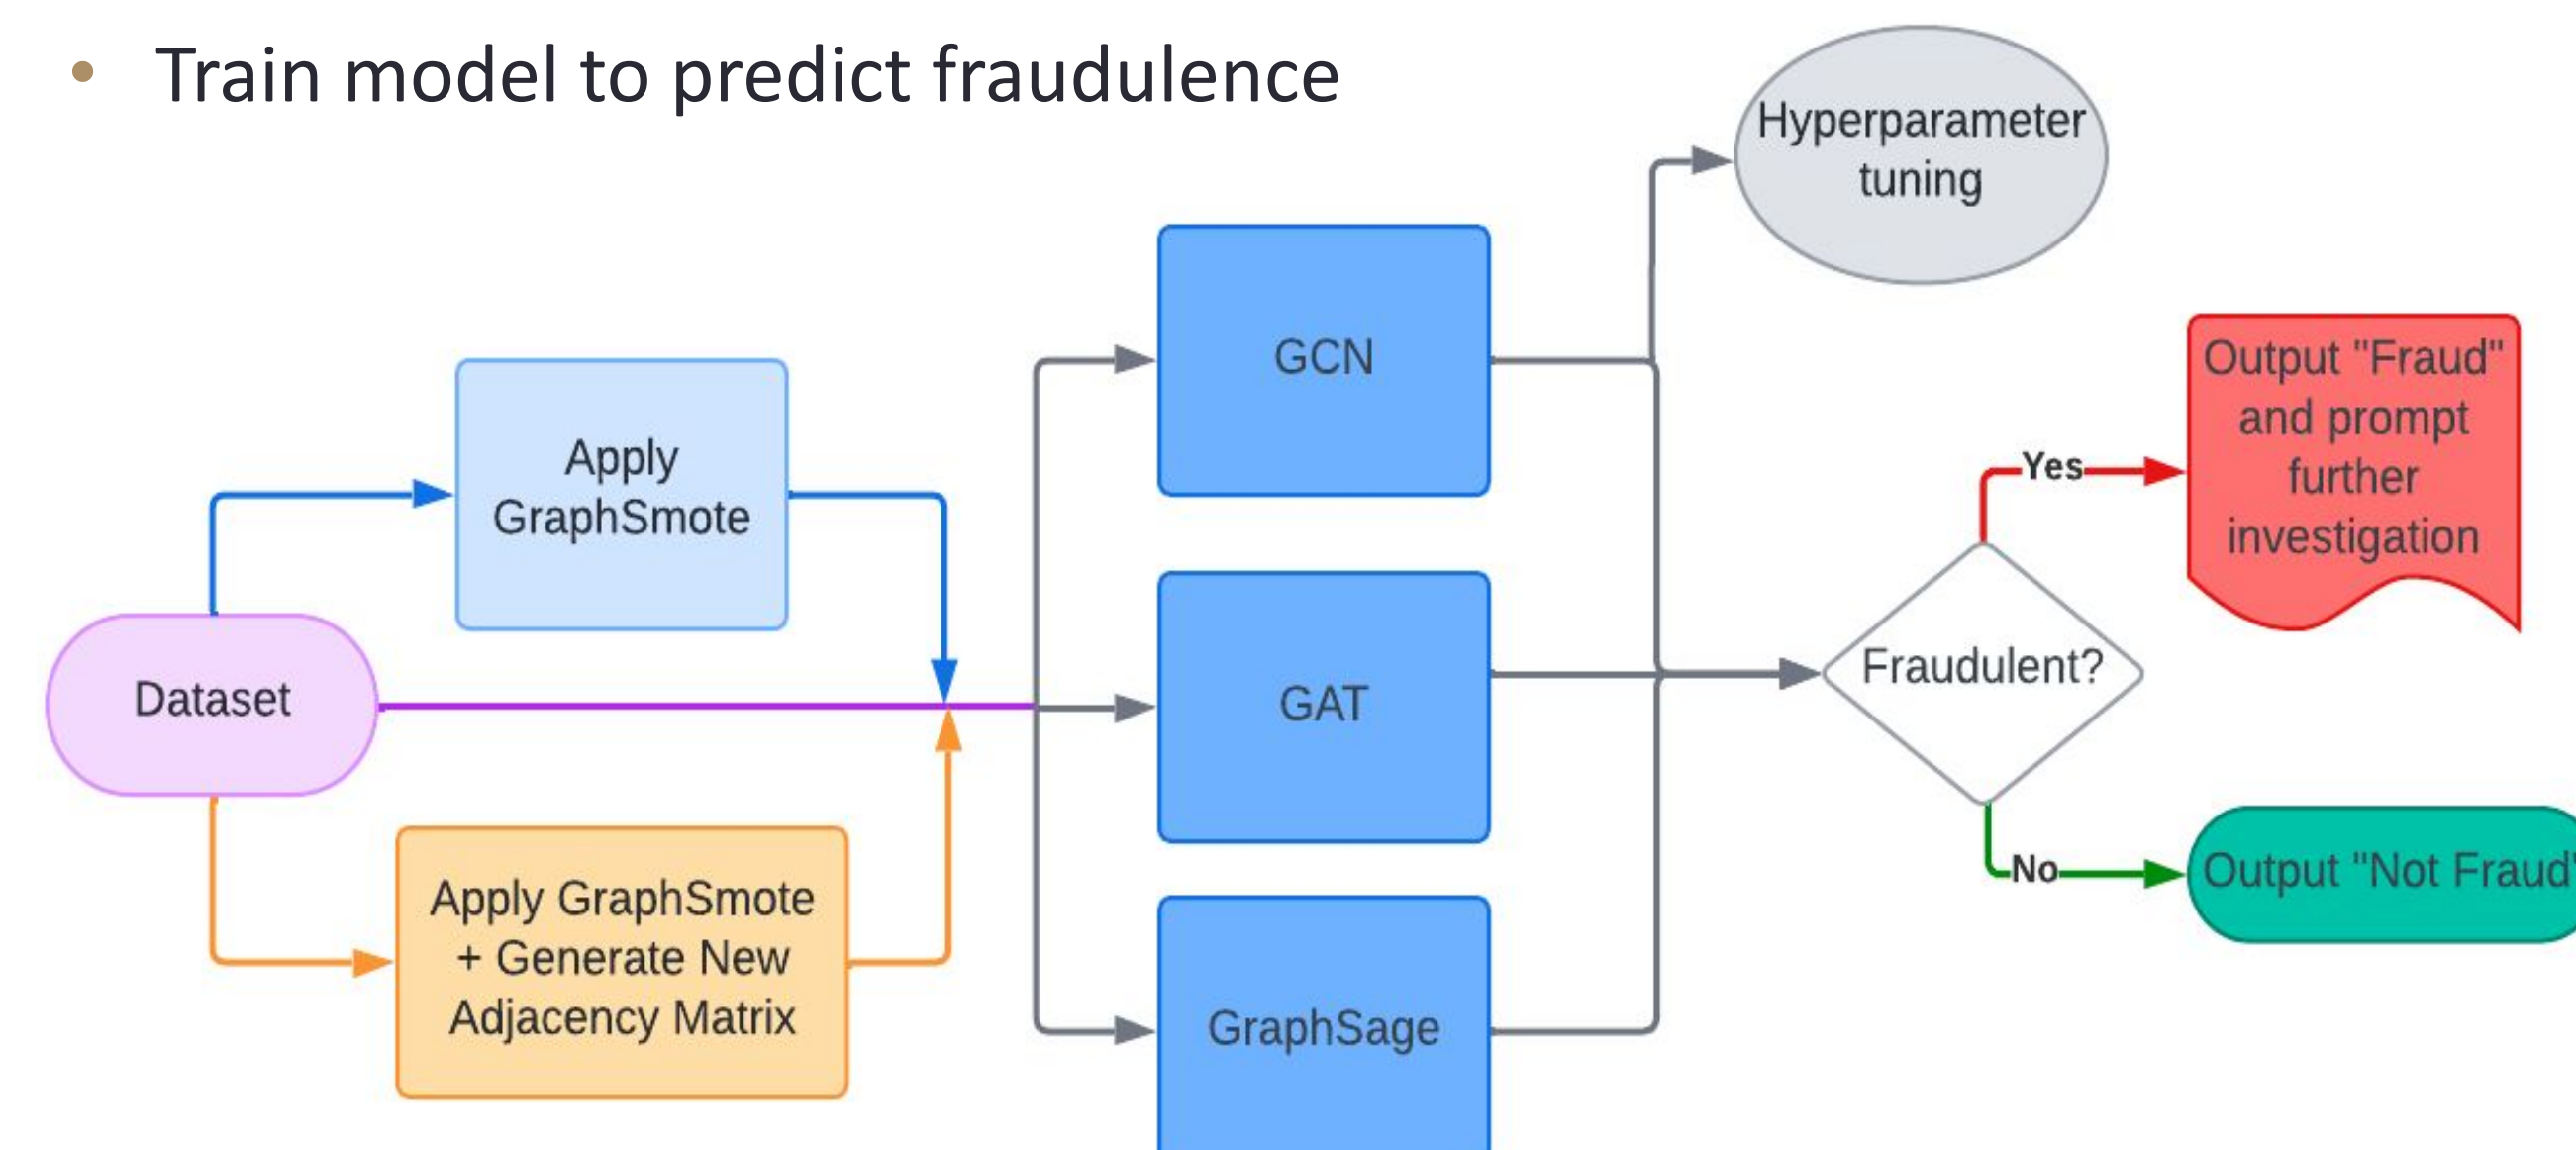 • Train model to predict fraudulence
Hyperparameter
tuning
GCN
Output "Fraud"
and prompt
further
investigation
Apply
GraphSmote
Yes
Dataset
GAT
Fraudulent?
No
Output "Not Fraud"
Apply GraphSmote
+ Generate New
Adjacency Matrix
GraphSage